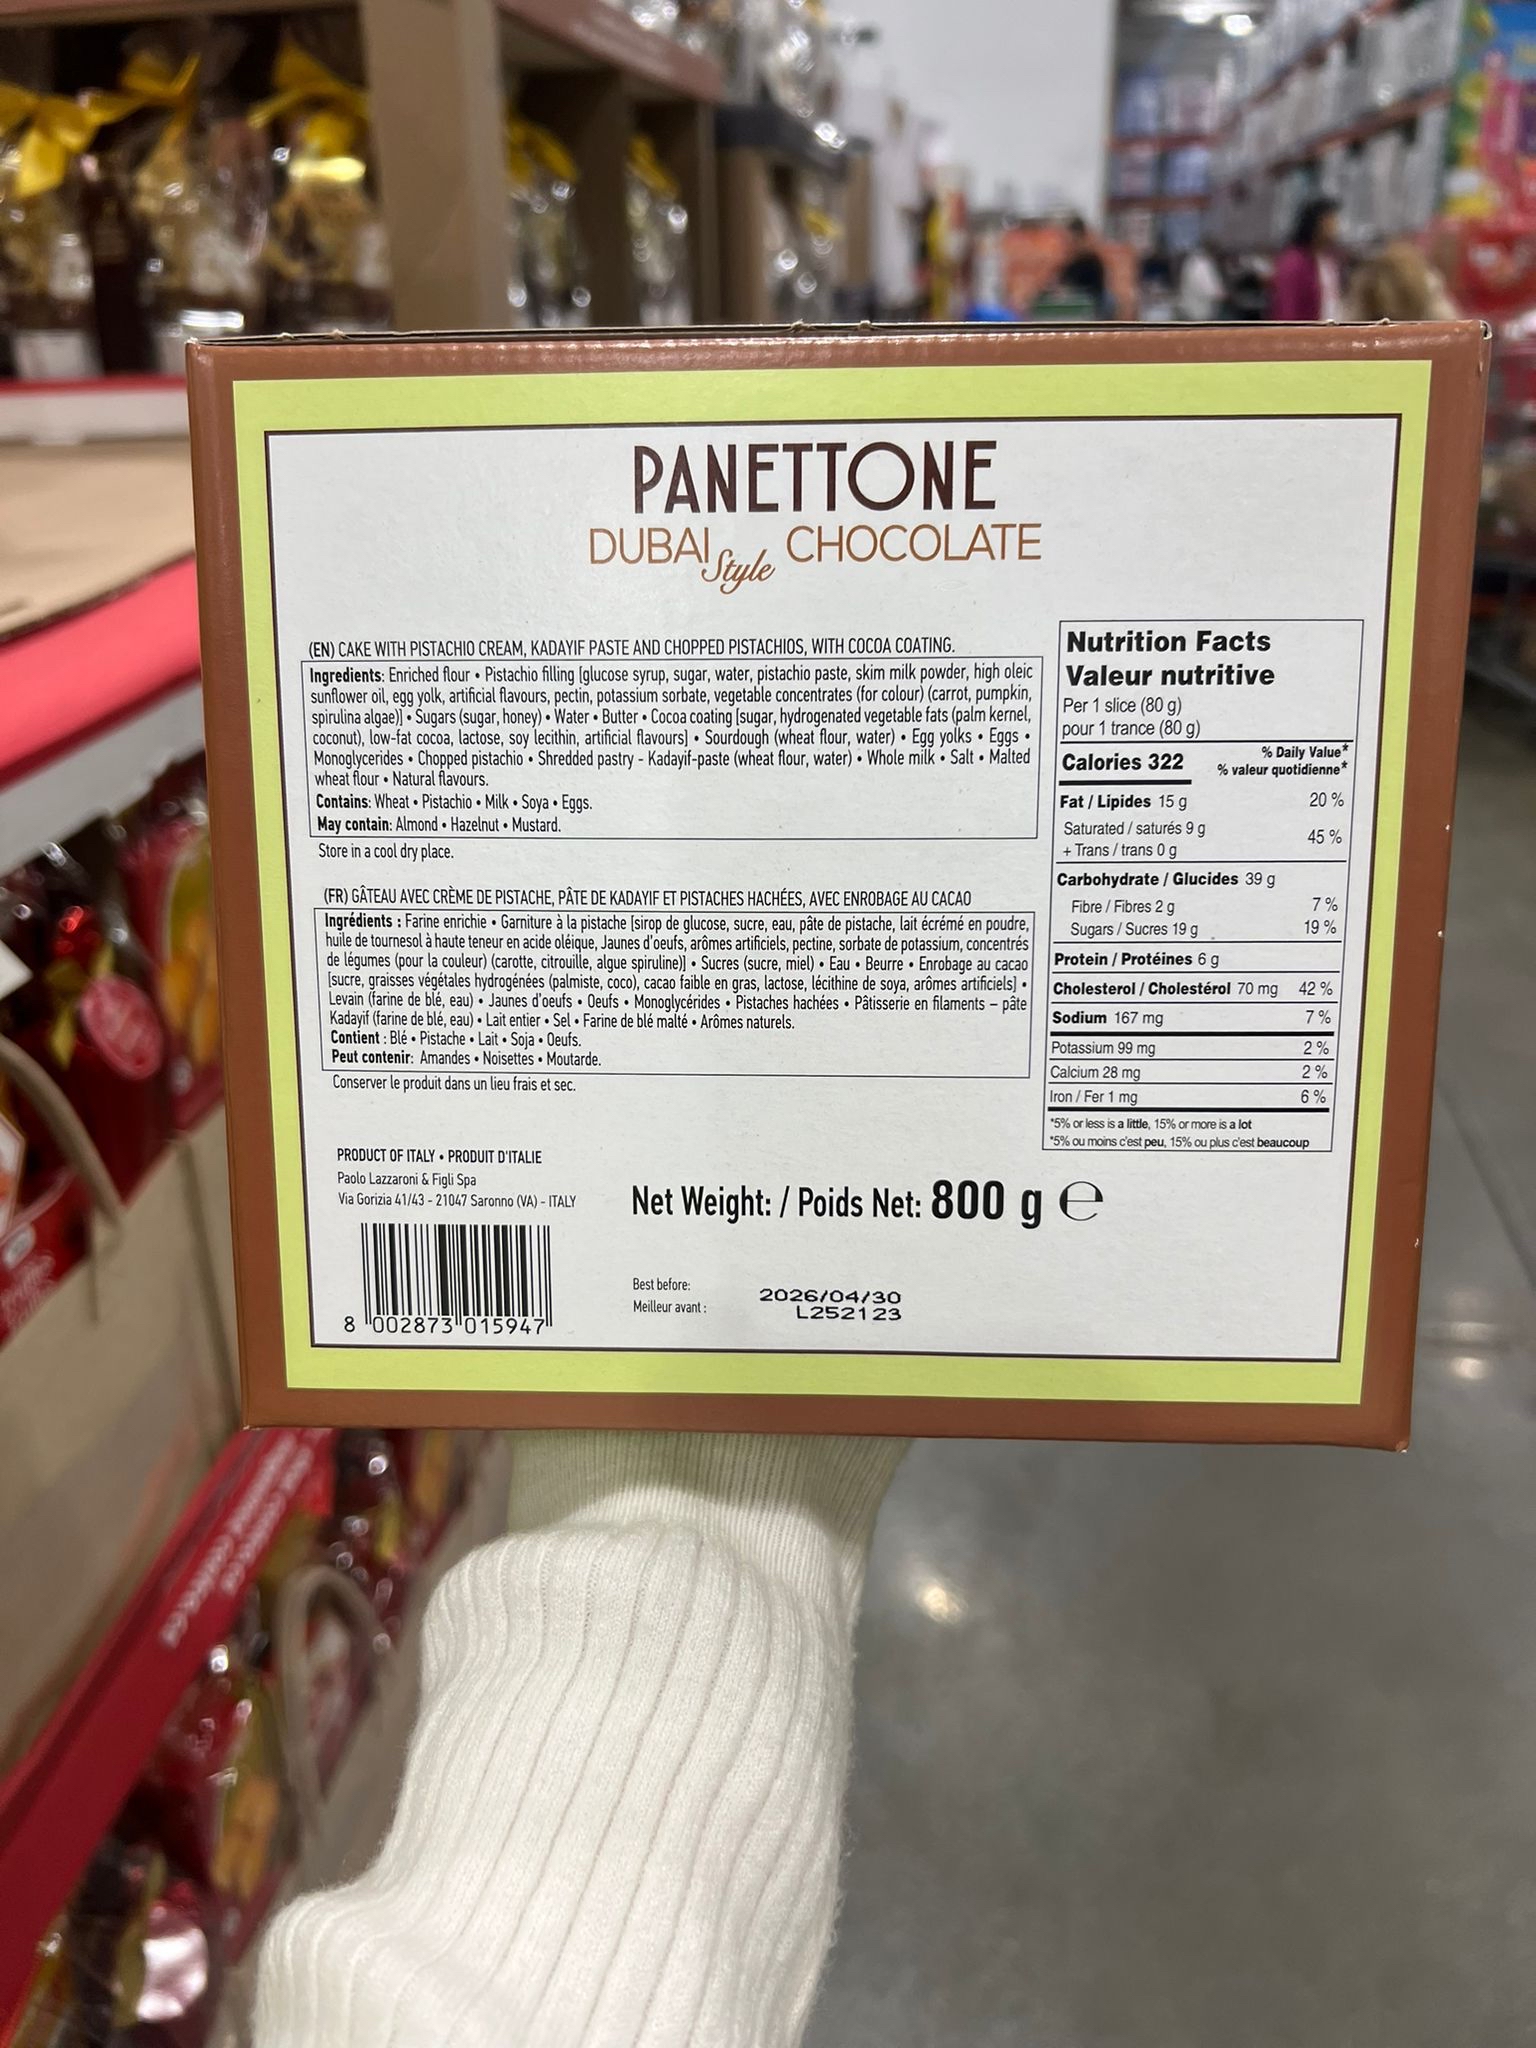 PANETTONE
DUBAI Style CHOCOLATE
(EN) CAKE WITH PISTACHIO CREAM, KADAYIF PASTE AND CHOPPED PISTACHIOS, WITH COCOA COATING.
Ingredients: Enriched flour • Pistachio filling [glucose syrup, sugar, water, pistachio paste, skim milk powder, high oleic
sunflower oil, egg yolk, artificial flavours, pectin, potassium sorbate, vegetable concentrates (for colour) (carrot, pumpkin,
spirulina algae)] • Sugars (sugar, honey) • Water • Butter • Cocoa coating [sugar, hydrogenated vegetable fats (palm kernel,
coconut), low-fat cocoa, lactose, soy lecithin, artificial flavours] • Sourdough (wheat flour, water) • Egg yolks • Eggs •
Monoglycerides • Chopped pistachio • Shredded pastry - Kadayif-paste (wheat flour, water) • Whole milk • Salt • Malted
wheat flour • Natural flavours.
Contains: Wheat • Pistachio • Milk • Soya • Eggs.
May contain: Almond • Hazelnut • Mustard.
Store in a cool dry place.
(FR) GÂTEAU AVEC CRÈME DE PISTACHE, PÂTE DE KADAYIF ET PISTACHES HACHÉES, AVEC ENROBAGE AU CACAO
Ingrédients : Farine enrichie • Garniture à la pistache [sirop de glucose, sucre, eau, pâte de pistache, lait écrémé en poudre,
huile de tournesol à haute teneur en acide oléique, Jaunes d'oeufs, arômes artificiels, pectine, sorbate de potassium, concentrés
de légumes (pour la couleur) (carotte, citrouille, algue spiruline)] • Sucres (sucre, miel) • Eau • Beurre • Enrobage au cacao
[sucre, graisses végétales hydrogénées (palmiste, coco), cacao faible en gras, lactose, lécithine de soya, arômes artificiels] •
Levain (farine de blé, eau) • Jaunes d'oeufs • Oeufs • Monoglycérides • Pistaches hachées • Pâtisserie en filaments – pâte
Kadayif (farine de blé, eau) • Lait entier • Sel • Farine de blé malté • Arômes naturels.
Contient : Blé • Pistache • Lait • Soja • Oeufs.
Peut contenir: Amandes • Noisettes • Moutarde.
Conserver le produit dans un lieu frais et sec.
Nutrition Facts
Valeur nutritive
Per 1 slice (80 g)
pour 1 trance (80 g)
Calories 322
% Daily Value*
% valeur quotidienne*
Fat / Lipides 15 g 20 %
Saturated / saturés 9 g
+ Trans / trans 0 g
45 %
Carbohydrate / Glucides 39 g
Fibre / Fibres 2 g 7 %
Sugars / Sucres 19 g 19 %
Protein / Protéines 6 g
Cholesterol / Cholestérol 70 mg 42 %
Sodium 167 mg 7 %
Potassium 99 mg 2 %
Calcium 28 mg 2 %
Iron / Fer 1 mg 6 %
*5% or less is a little, 15% or more is a lot
*5% ou moins c'est peu, 15% ou plus c'est beaucoup
PRODUCT OF ITALY • PRODUIT D'ITALIE
Paolo Lazzaroni & Figli Spa
Via Gorizia 41/43 - 21047 Saronno (VA) - ITALY
Net Weight: / Poids Net: 800 g e
8 002873 015947
Best before:
Meilleur avant :
2026/04/30
L252123